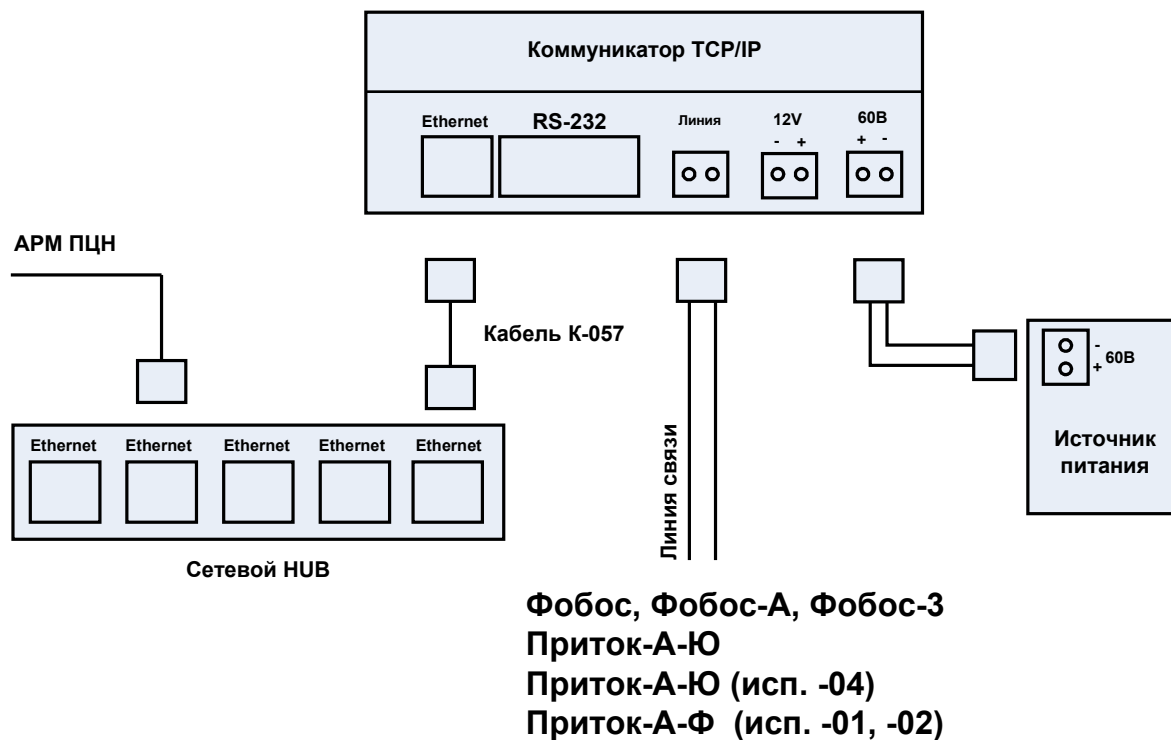 Коммуникатор TCP/IP
Ethernet RS-232 Линия 12V 60В
- + + -
АРМ ПЦН
Кабель К-057
- 60В
+
Источник
питания
Линия связи
Ethernet Ethernet Ethernet Ethernet Ethernet
Сетевой HUB
Фобос, Фобос-А, Фобос-3
Приток-А-Ю
Приток-А-Ю (исп. -04)
Приток-А-Ф (исп. -01, -02)